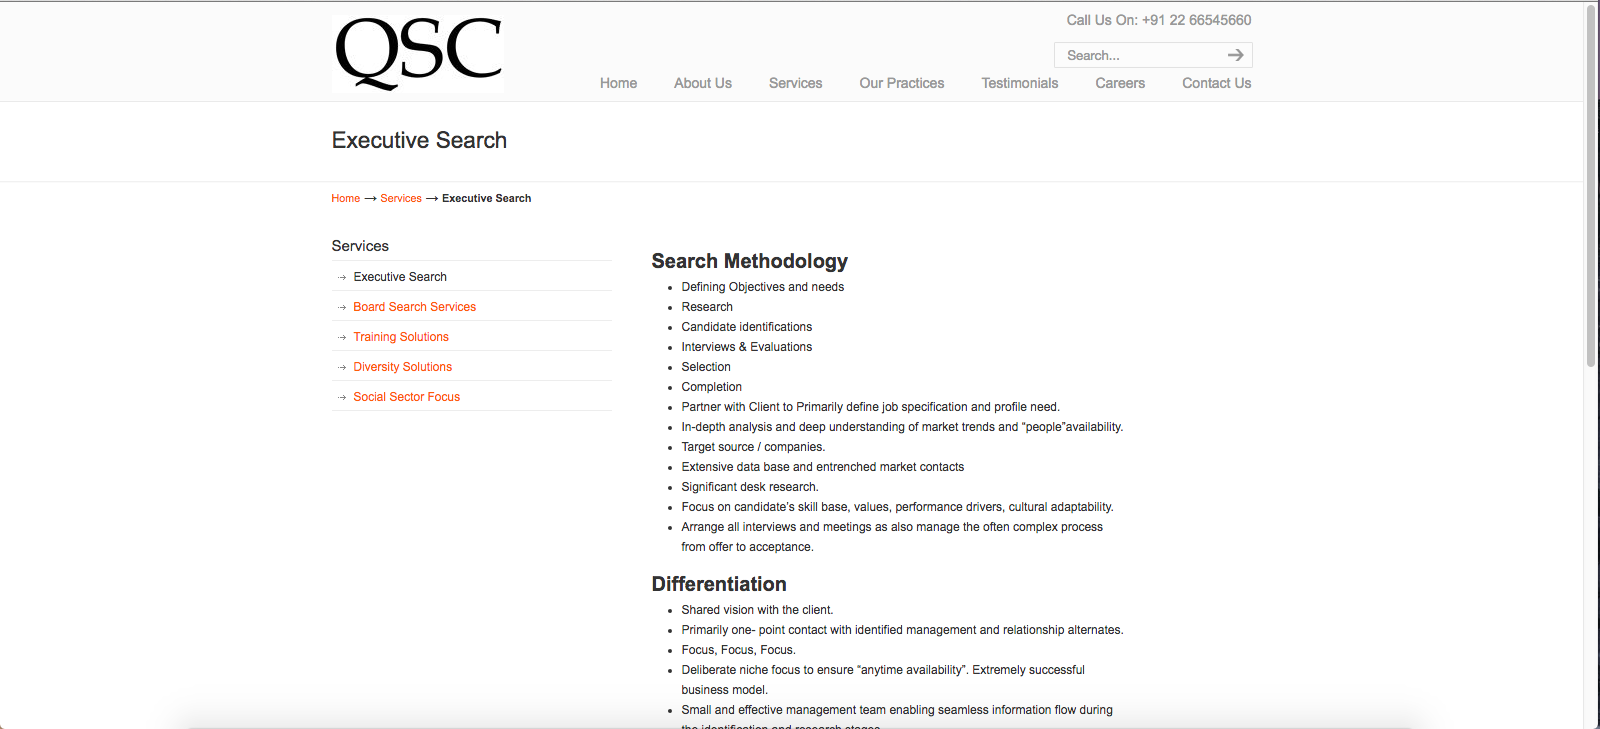 QSC
Call Us On: +91 22 66545660
Search...
Home About Us Services Our Practices Testimonials Careers Contact Us
Executive Search
Home → Services → Executive Search
Services
Executive Search
Board Search Services
Training Solutions
Diversity Solutions
Social Sector Focus
Search Methodology
Defining Objectives and needs
Research
Candidate identifications
Interviews & Evaluations
Selection
Completion
Partner with Client to Primarily define job specification and profile need.
In-depth analysis and deep understanding of market trends and “people”availability.
Target source / companies.
Extensive data base and entrenched market contacts
Significant desk research.
Focus on candidate’s skill base, values, performance drivers, cultural adaptability.
Arrange all interviews and meetings as also manage the often complex process
from offer to acceptance.
Differentiation
Shared vision with the client.
Primarily one- point contact with identified management and relationship alternates.
Focus, Focus, Focus.
Deliberate niche focus to ensure “anytime availability”. Extremely successful
business model.
Small and effective management team enabling seamless information flow during
the identification and research stages